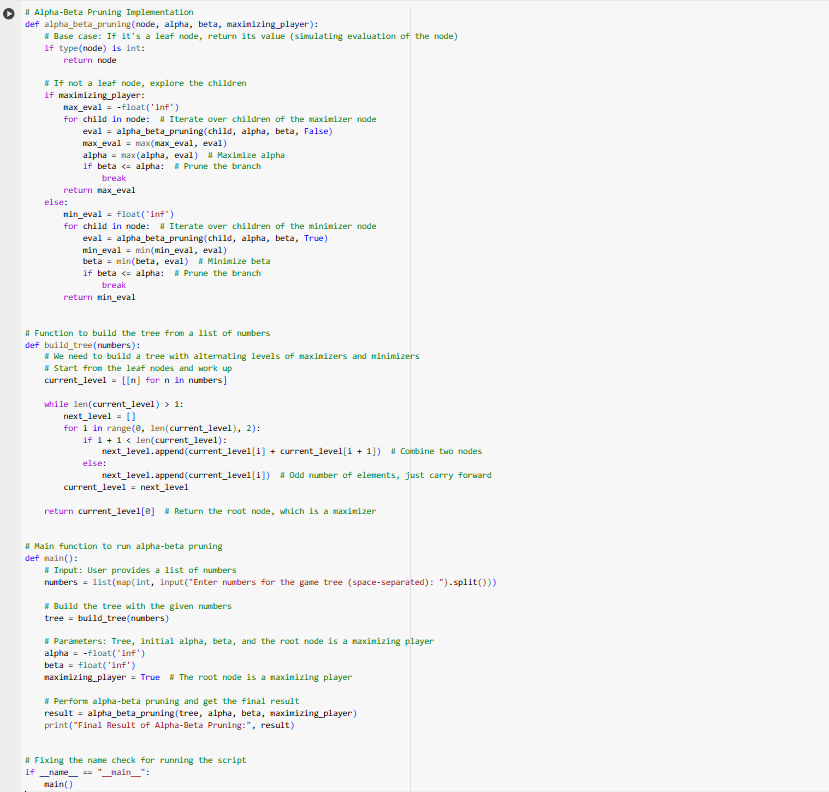 # Alpha-Beta Pruning Implementation
def alpha_beta_pruning(node, alpha, beta, maximizing_player):
    # Base case: If it's a leaf node, return its value (simulating evaluation of the node)
    if type(node) is int:
        return node

    # If not a leaf node, explore the children
    if maximizing_player:
        max_eval = -float('inf')
        for child in node:  # Iterate over children of the maximizer node
            eval = alpha_beta_pruning(child, alpha, beta, False)
            max_eval = max(max_eval, eval)
            alpha = max(alpha, eval)  # Maximize alpha
            if beta <= alpha:  # Prune the branch
                break
        return max_eval
    else:
        min_eval = float('inf')
        for child in node:  # Iterate over children of the minimizer node
            eval = alpha_beta_pruning(child, alpha, beta, True)
            min_eval = min(min_eval, eval)
            beta = min(beta, eval)  # Minimize beta
            if beta <= alpha:  # Prune the branch
                break
        return min_eval


# Function to build the tree from a list of numbers
def build_tree(numbers):
    # We need to build a tree with alternating levels of maximizers and minimizers
    # Start from the leaf nodes and work up
    current_level = [[n] for n in numbers]

    while len(current_level) > 1:
        next_level = []
        for i in range(0, len(current_level), 2):
            if i + 1 < len(current_level):
                next_level.append(current_level[i] + current_level[i + 1])  # Combine two nodes
            else:
                next_level.append(current_level[i])  # Odd number of elements, just carry forward
        current_level = next_level

    return current_level[0]  # Return the root node, which is a maximizer


# Main function to run alpha-beta pruning
def main():
    # Input: User provides a list of numbers
    numbers = list(map(int, input("Enter numbers for the game tree (space-separated): ").split()))

    # Build the tree with the given numbers
    tree = build_tree(numbers)

    # Parameters: Tree, initial alpha, beta, and the root node is a maximizing player
    alpha = -float('inf')
    beta = float('inf')
    maximizing_player = True  # The root node is a maximizing player

    # Perform alpha-beta pruning and get the final result
    result = alpha_beta_pruning(tree, alpha, beta, maximizing_player)
    print("Final Result of Alpha-Beta Pruning:", result)


# Fixing the name check for running the script
if __name__ == "__main__":
    main()